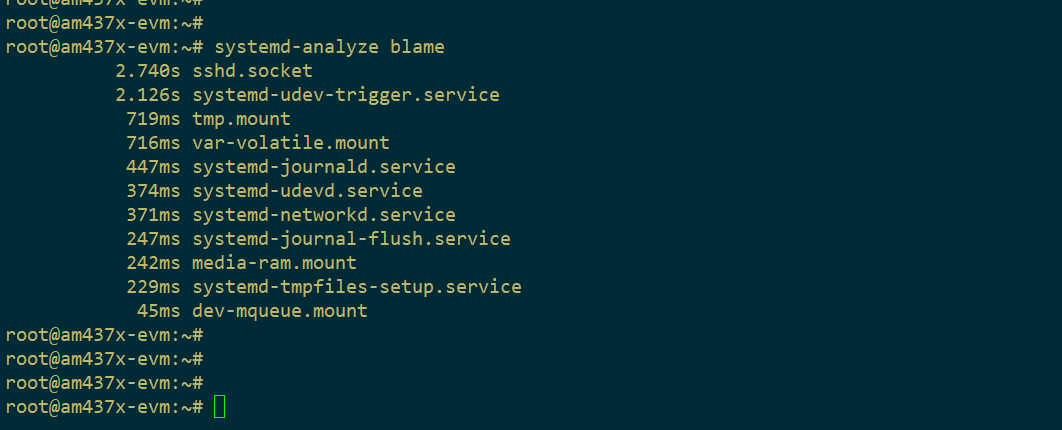 root@am437x-evm:~#
root@am437x-evm:~#
root@am437x-evm:~# systemd-analyze blame
2.740s sshd.socket
2.126s systemd-udev-trigger.service
719ms tmp.mount
716ms var-volatile.mount
447ms systemd-journald.service
374ms systemd-udevd.service
371ms systemd-networkd.service
247ms systemd-journal-flush.service
242ms media-ram.mount
229ms systemd-tmpfiles-setup.service
45ms dev-mqueue.mount
root@am437x-evm:~#
root@am437x-evm:~#
root@am437x-evm:~#
root@am437x-evm:~#